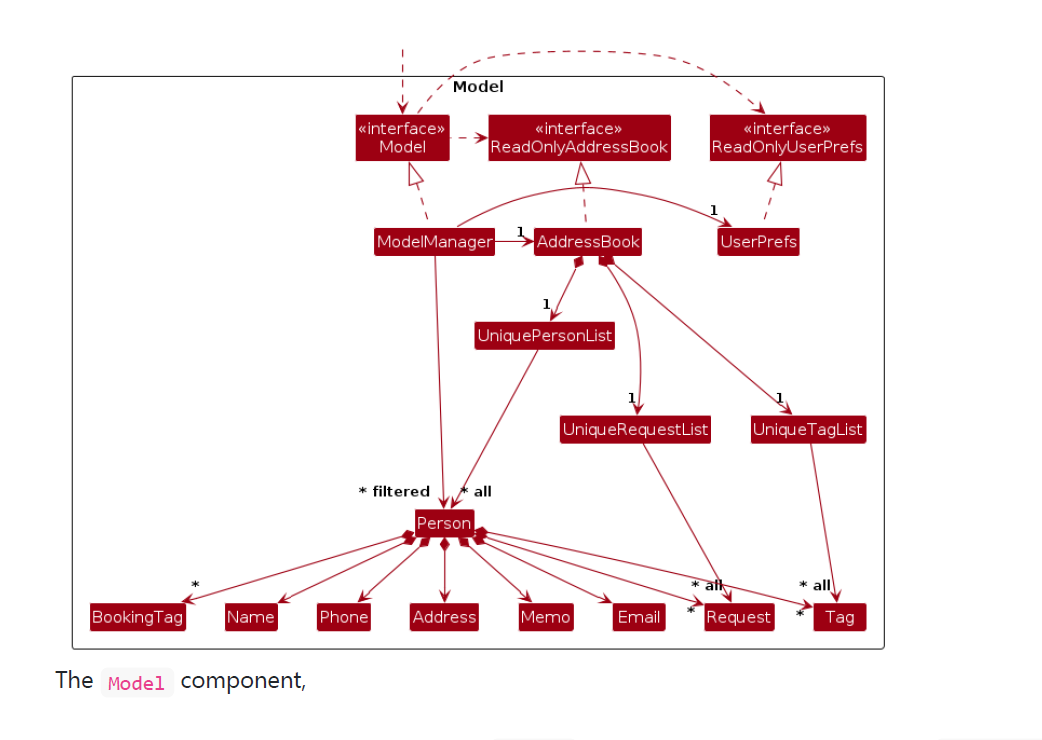 Model
«interface»
Model
«interface»
ReadOnlyAddressBook
«interface»
ReadOnlyUserPrefs
1
ModelManager
1
AddressBook
UserPrefs
1
UniquePersonList
1
UniqueRequestList
1
UniqueTagList
* filtered
* all
Person
*
* all
* all
*
*
BookingTag
Name
Phone
Address
Memo
Email
Request
Tag
The Model component,